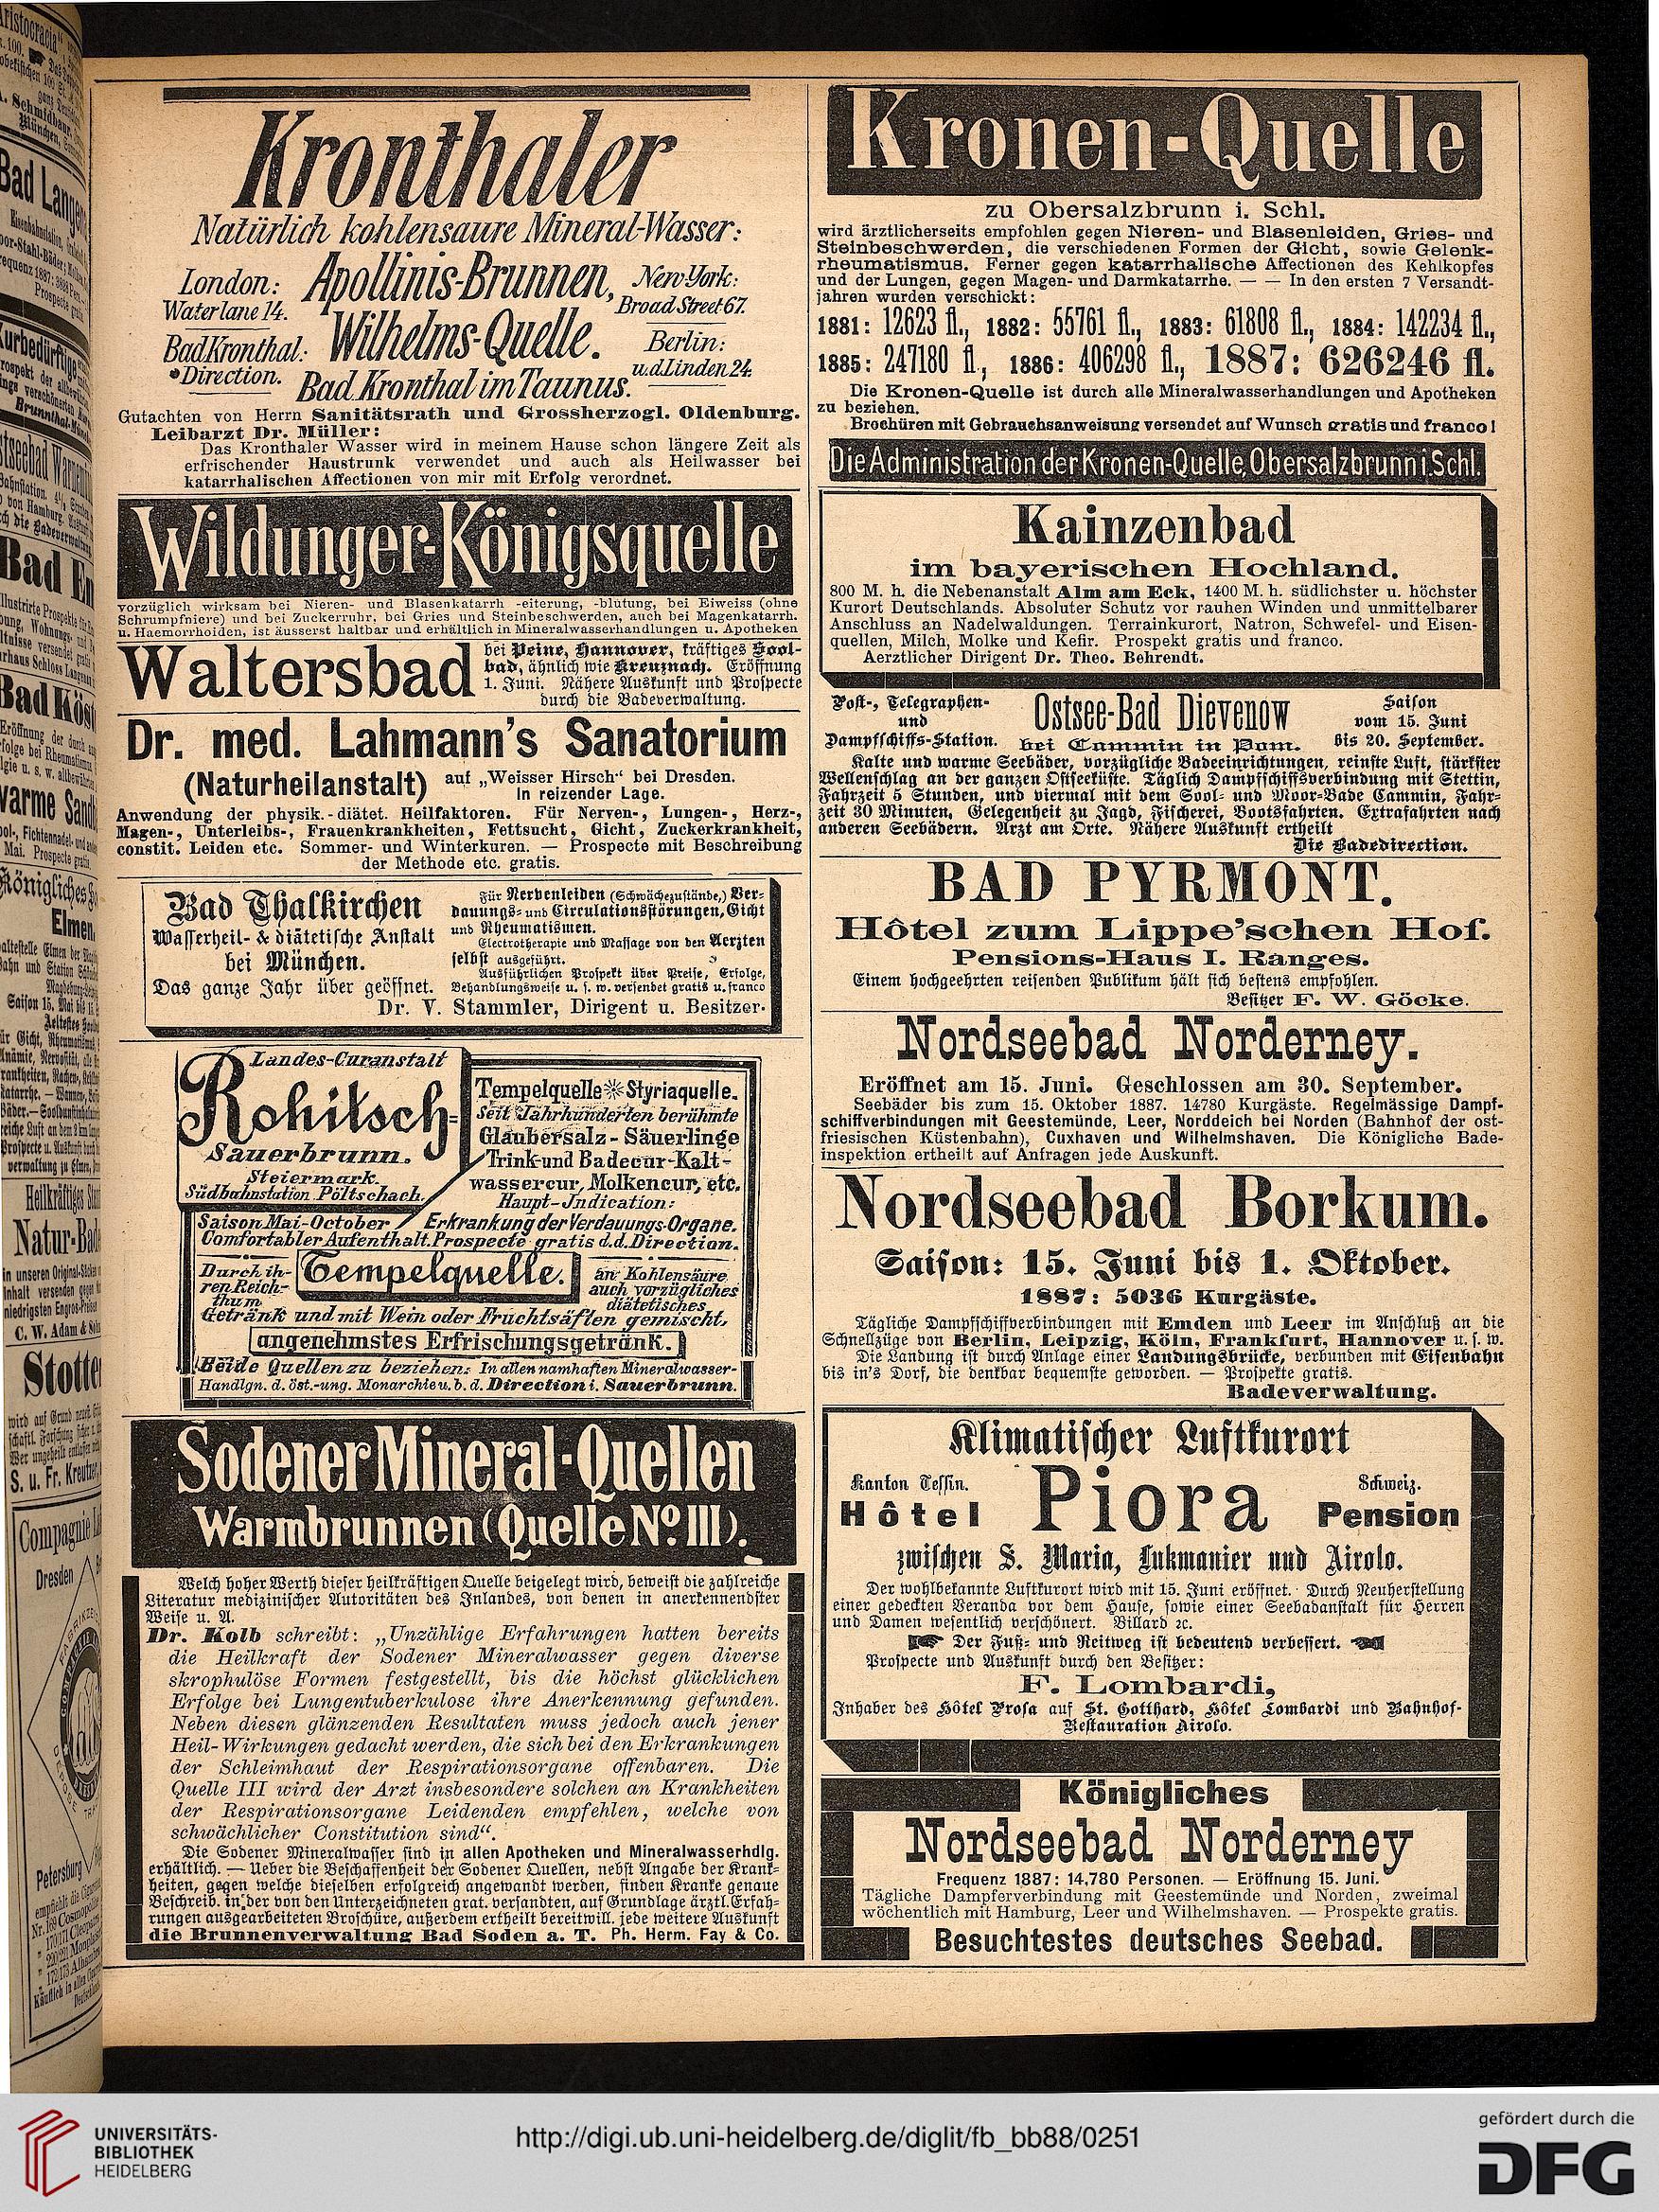 Kronthaler
Natürlich kohlensaure Mineral-Wasser:
London:
Waterlane 14.
Apollinis-Brunnen,
New-York:
Broad Street 67.
Bad Kronthal:
Direction.
Wilhelms-Quelle.
Berlin:
u.d. Linden 24.
Bad Kronthal im Taunus.
Gutachten von Herrn Sanitätsrath und Grossherzogl. Oldenburg.
Leibarzt Dr. Müller:
Das Kronthaler Wasser wird in meinem Hause schon längere Zeit als
erfrischender Haustrunk verwendet und auch als Heilwasser bei
katarrhalischen Affectionen von mir mit Erfolg verordnet.
Wildunger-Königsquelle
vorzüglich wirksam bei Nieren- und Blasenkatarrh -eiterung, -blutung, bei Eiweiss (ohne
Schrumpfniere) und bei Zuckerruhr, bei Gries und Steinbeschwerden, auch bei Magenkatarrh.
u. Haemorrhoiden, ist äusserst haltbar und erhältlich in Mineralwasserhandlungen u. Apotheken
Waltersbad
bei Peine, Hannover, kräftiges Sool-
bad, ähnlich wie Kreuznach. Eröffnung
1. Juni. Nähere Auskunft und Prospecte
durch die Badeverwaltung.
Dr. med. Lahmann's Sanatorium
(Naturheilanstalt) auf „Weisser Hirsch“ bei Dresden.
In reizender Lage.
Anwendung der physik.-diätet. Heilfaktoren. Für Nerven-, Lungen-, Herz-,
Magen-, Unterleibs-, Frauenkrankheiten, Fettsucht, Gicht, Zuckerkrankheit,
constit. Leiden etc. Sommer- und Winterkuren. — Prospecte mit Beschreibung
der Methode etc. gratis.
Bad Thalkirchen
Wasserheil- & diätetische Anstalt
bei München.
Das ganze Jahr über geöffnet.
Für Nervenleiden (Schwächezustände,) Ver-
dauungs- und Circulationsstörungen, Gicht
und Rheumatismen.
Electrotherapie und Massage von den Aerzten
selbst ausgeführt.
Ausführlichen Prospekt über Preise, Erfolge,
Behandlungsweise u. s. w. versendet gratis u. franco
Dr. V. Stammler, Dirigent u. Besitzer.
Landes-Curanstalt
Rohitsch-
Sauerbrunn.
Steiermark.
Südbahnstation Pöltschach.
Tempelquelle Styriaquelle.
Seit Jahrhunderten berühmte
Glaubersalz-Säuerlinge
Trink und Badecur-Kalt-
wassercur, Molkencur, etc.
Haupt-Indication:
Saison Mai-October
Erkrankung der Verdauungs-Organe.
Comfortabler Aufenthalt. Prospecte gratis d.d. Direction.
Durch ih-
ren Reich-
thum
Tempelquelle.
an Kohlensäure
auch vorzügliches
diätetisches
Getränk und mit Wein oder Fruchtsäften gemischt,
angenehmstes Erfrischungsgetränk.
Beide Quellen zu beziehen: In allen namhaften Mineralwasser-
Handlgn. d. öst.-ung. Monarchie u. b. d. Direction i. Sauerbrunn.
Sodener Mineral-Quellen
Warmbrunnen (Quelle No. III).
Welch hoher Werth dieser heilkräftigen Quelle beigelegt wird, beweist die zahlreiche
Literatur medizinischer Autoritäten des Inlandes, von denen in anerkennendster
Weise u. A.
Dr. Kolb schreibt: „Unzählige Erfahrungen hatten bereits
die Heilkraft der Sodener Mineralwasser gegen diverse
skrophulöse Formen festgestellt, bis die höchst glücklichen
Erfolge bei Lungentuberkulose ihre Anerkennung gefunden.
Neben diesen glänzenden Resultaten muss jedoch auch jener
Heil-Wirkungen gedacht werden, die sich bei den Erkrankungen
der Schleimhaut der Respirationsorgane offenbaren. Die
Quelle III wird der Arzt insbesondere solchen an Krankheiten
der Respirationsorgane Leidenden empfehlen, welche von
schwächlicher Constitution sind“.
Die Sodener Mineralwasser sind in allen Apotheken und Mineralwasserhdlg.
erhältlich. — Ueber die Beschaffenheit der Sodener Quellen, nebst Angabe der Krank-
heiten, gegen welche dieselben erfolgreich angewandt werden, finden Kranke genaue
Beschreib. in der von den Unterzeichneten grat. versandten, auf Grundlage ärztl. Erfah-
rungen ausgearbeiteten Broschüre, außerdem ertheilt bereitwill. jede weitere Auskunft
die Brunnenverwaltung Bad Soden a. T. Ph. Herm. Fay & Co.
Kronen-Quelle
zu Obersalzbrunn i. Schl.
wird ärztlicherseits empfohlen gegen Nieren- und Blasenleiden, Gries- und
Steinbeschwerden, die verschiedenen Formen der Gicht, sowie Gelenk-
rheumatismus. Ferner gegen katarrhalische Affectionen des Kehlkopfes
und der Lungen, gegen Magen- und Darmkatarrhe. — — In den ersten 7 Versandt-
jahren wurden verschickt:
1881: 12623 fl., 1882: 55761 fl., 1883: 61808 fl., 1884: 142234 fl.,
1885: 247180 fl., 1886: 406298 fl., 1887: 626246 fl.
Die Kronen-Quelle ist durch alle Mineralwasserhandlungen und Apotheken
zu beziehen.
Brochüren mit Gebrauchsanweisung versendet auf Wunsch gratis und franco!
Die Administration der Kronen-Quelle, Obersalzbrunn i. Schl.
Kainzenbad
im bayerischen Hochland.
800 M. h. die Nebenanstalt Alm am Eck, 1400 M. h. südlichster u. höchster
Kurort Deutschlands. Absoluter Schutz vor rauhen Winden und unmittelbarer
Anschluss an Nadelwaldungen. Terrainkurort, Natron, Schwefel- und Eisen-
quellen, Milch, Molke und Kefir. Prospekt gratis und franco.
Aerztlicher Dirigent Dr. Theo. Behrendt.
Post-, Telegraphen-
und
Dampfschiffs-Station.
Ostsee-Bad Dievenow
bei Cammin in Pom.
Saison
vom 15. Juni
bis 20. September.
Kalte und warme Seebäder, vorzügliche Badeeinrichtungen, reinste Luft, stärkster
Wellenschlag an der ganzen Ostseeküste. Täglich Dampfschiffsverbindung mit Stettin,
Fahrzeit 5 Stunden, und viermal mit dem Sool- und Moor-Bade Cammin, Fahr-
zeit 30 Minuten. Gelegenheit zu Jagd, Fischerei, Bootsfahrten. Extrafahrten nach
anderen Seebädern. Arzt am Orte. Nähere Auskunft ertheilt
Die Badedirection.
BAD PYRMONT.
Hôtel zum Lippe'schen Hof.
Pensions-Haus I. Ranges.
Einem hochgeehrten reisenden Publikum hält sich bestens empfohlen.
Besitzer F. W. Göcke.
Nordseebad Norderney.
Eröffnet am 15. Juni. Geschlossen am 30. September.
Seebäder bis zum 15. Oktober 1887. 14780 Kurgäste. Regelmässige Dampf-
schiffverbindungen mit Geestemünde, Leer, Norddeich bei Norden (Bahnhof der ost-
friesischen Küstenbahn), Cuxhaven und Wilhelmshaven. Die Königliche Bade-
inspektion ertheilt auf Anfragen jede Auskunft.
Nordseebad Borkum.
Saison: 15. Juni bis 1. Oktober.
1887: 5036 Kurgäste.
Tägliche Dampfschiffverbindungen mit Emden und Leer im Anschluß an die
Schnellzüge von Berlin, Leipzig, Köln, Frankfurt, Hannover u. s. w.
Die Landung ist durch Anlage einer Landungsbrücke, verbunden mit Eisenbahn
bis in's Dorf, die denkbar bequemste geworden. — Prospekte gratis.
Badeverwaltung.
Klimatischer Luftkurort
Kanton Tessin.
Schweiz.
Hôtel Piora Pension
zwischen S. Maria, Lukmanier und Airolo.
Der wohlbekannte Luftkurort wird mit 15. Juni eröffnet. Durch Neuherstellung
einer gedeckten Veranda vor dem Hause, sowie einer Seebadanstalt für Herren
und Damen wesentlich verschönert. Billard ꝛc.
Der Fuß- und Reitweg ist bedeutend verbessert.
Prospecte und Auskunft durch den Besitzer:
F. Lombardi,
Inhaber des Hôtel Prosa auf St. Gotthard, Hôtel Lombardi und Bahnhof-
Restauration Airolo.
Königliches
Nordseebad Norderney
Frequenz 1887: 14,780 Personen. — Eröffnung 15. Juni.
Tägliche Dampferverbindung mit Geestemünde und Norden, zweimal
wöchentlich mit Hamburg, Leer und Wilhelmshaven. — Prospekte gratis.
Besuchtestes deutsches Seebad.
UNIVERSITÄTS-
BIBLIOTHEK
HEIDELBERG
http://digi.ub.uni-heidelberg.de/diglit/fb_bb88/0251
gefördert durch die
DFG